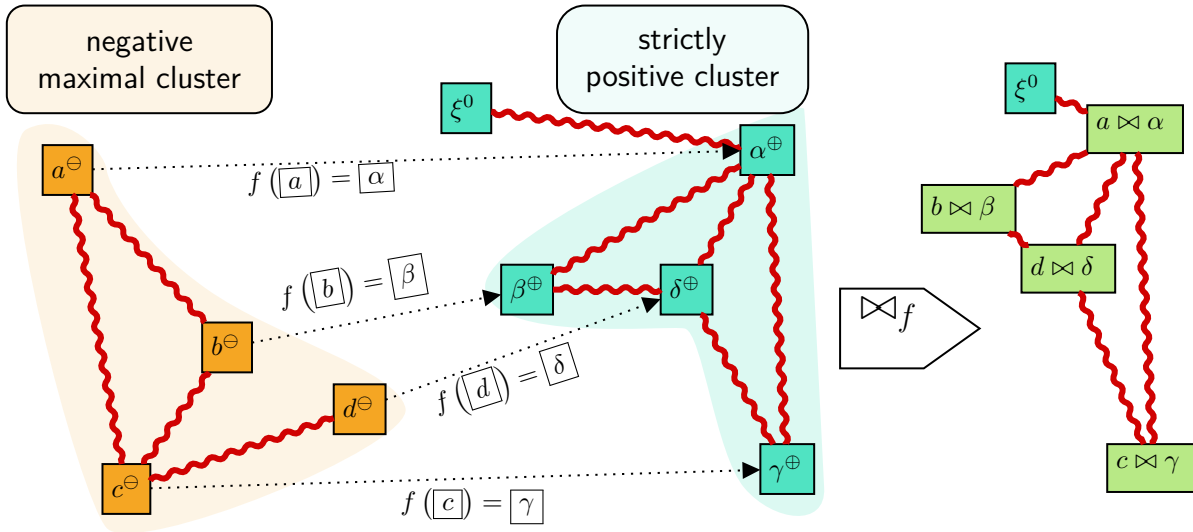 negative
maximal cluster
strictly
positive cluster
ξ⁰
α^⊕
a^⊖
f (a) = α
β^⊕
δ^⊕
b^⊖
f (b) = β
d^⊖
f (d) = δ
c^⊖
γ^⊕
f (c) = γ
⋈ f
ξ⁰
a ⋈ α
b ⋈ β
d ⋈ δ
c ⋈ γ